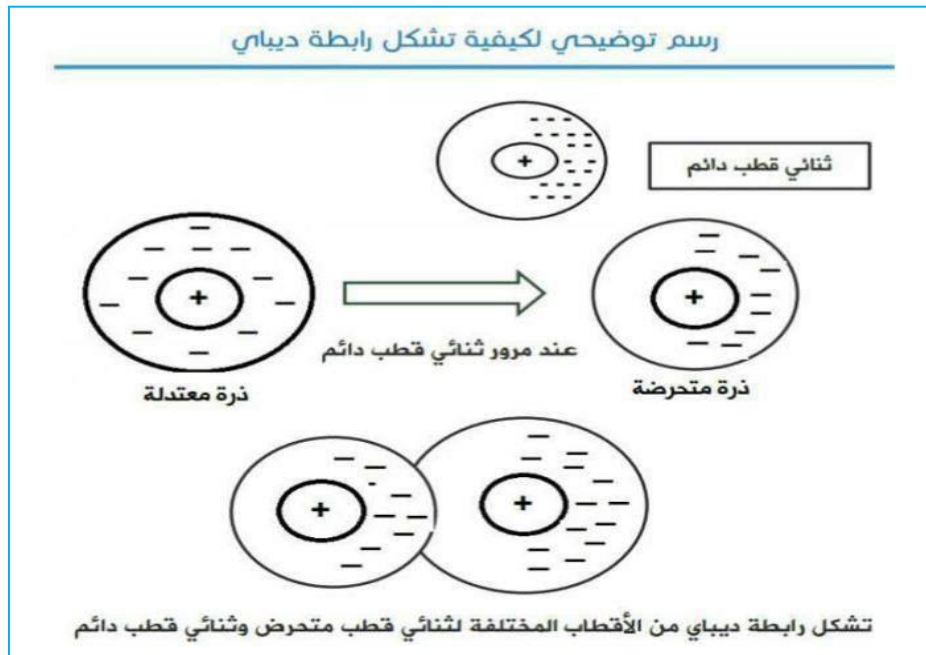 رسم توضيحي لكيفية تشكل رابطة ديباي
ثنائي قطب دائم
عند مرور ثنائي قطب دائم
ذرة معتدلة
ذرة متحرضة
تشكل رابطة ديباي من الأقطاب المختلفة لثنائي قطب متحرض وثنائي قطب دائم